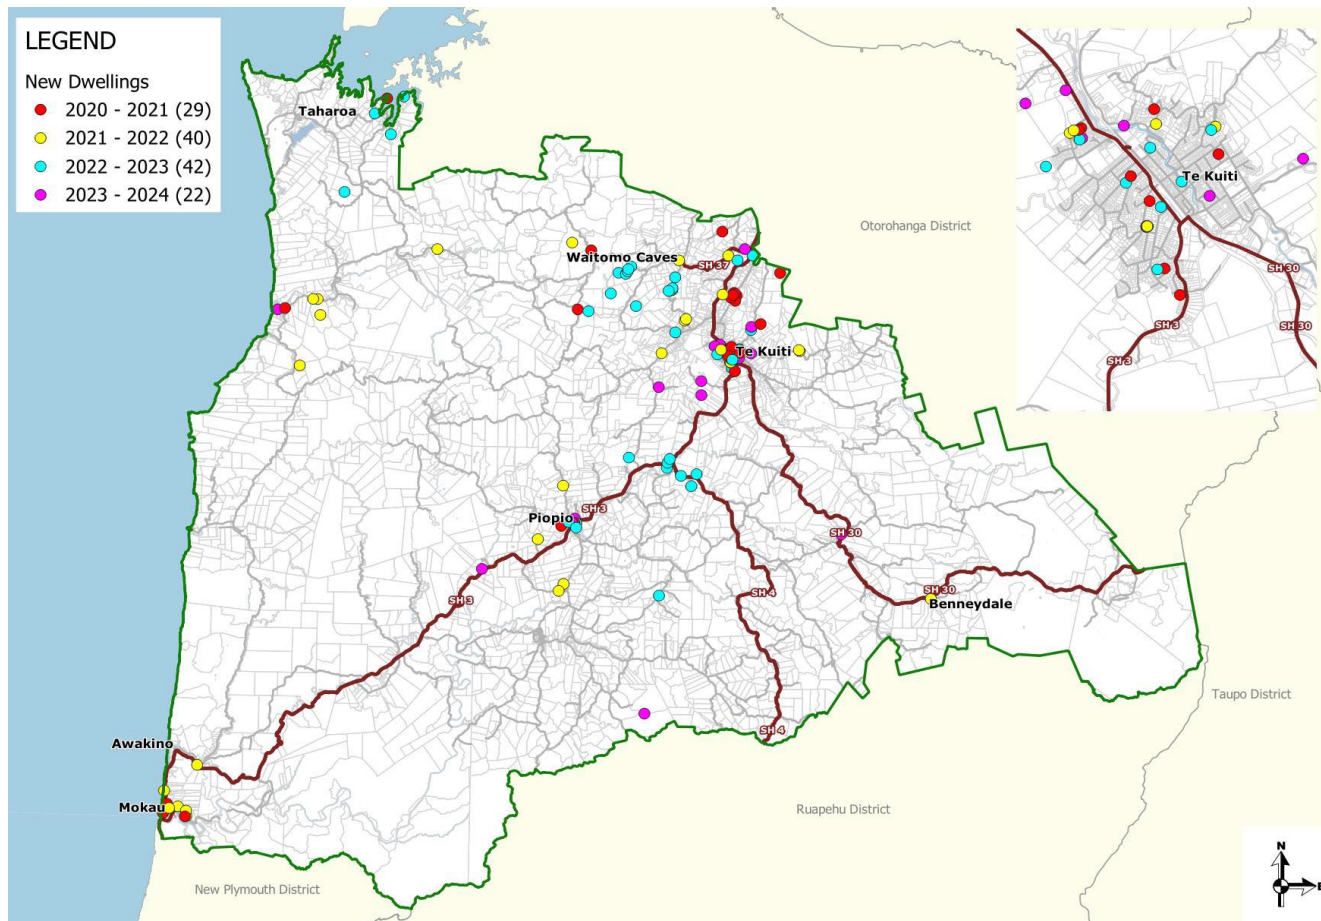 LEGEND
New Dwellings
2020 - 2021 (29)
2021 - 2022 (40)
2022 - 2023 (42)
2023 - 2024 (22)
Taharoa
Te Kuiti
SH 30
SH 3
SH 30
SH 3
Otorohanga District
Waitomo Caves
SH 37
Te Kuiti
Piopio
SH 3
SH 30
SH 3
SH 4
SH 30
Benneydale
Taupo District
SH 4
Awakino
Mokau
Ruapehu District
New Plymouth District
N
E